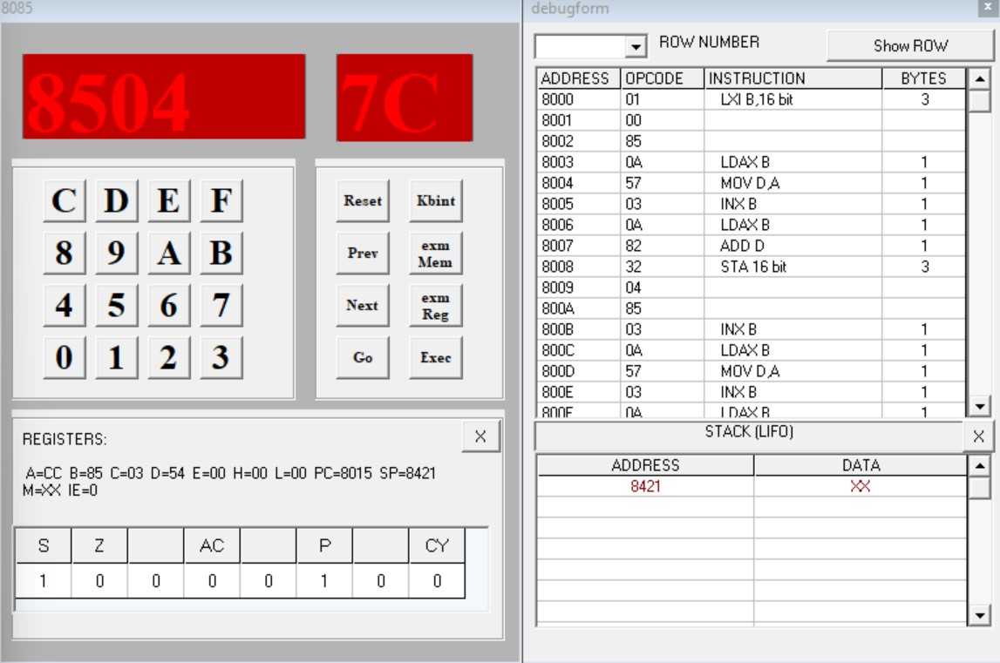 8085
8504 7C
C D E F
8 9 A B
4 5 6 7
0 1 2 3
Reset Kbint
Prev exm Mem
Next exm Reg
Go Exec
REGISTERS: X
A=CC B=85 C=03 D=54 E=00 H=00 L=00 PC=8015 SP=8421
M=XX IE=0
S Z AC P CY
1 0 0 0 0 1 0 0
debugform x
ROW NUMBER Show ROW
ADDRESS OPCODE INSTRUCTION BYTES
8000 01 LXI B,16 bit 3
8001 00
8002 85
8003 0A LDAX B 1
8004 57 MOV D,A 1
8005 03 INX B 1
8006 0A LDAX B 1
8007 82 ADD D 1
8008 32 STA 16 bit 3
8009 04
800A 85
800B 03 INX B 1
800C 0A LDAX B 1
800D 57 MOV D,A 1
800E 03 INX B 1
800F 0A LDAX B 1
STACK (LIFO) X
ADDRESS DATA
8421 XX